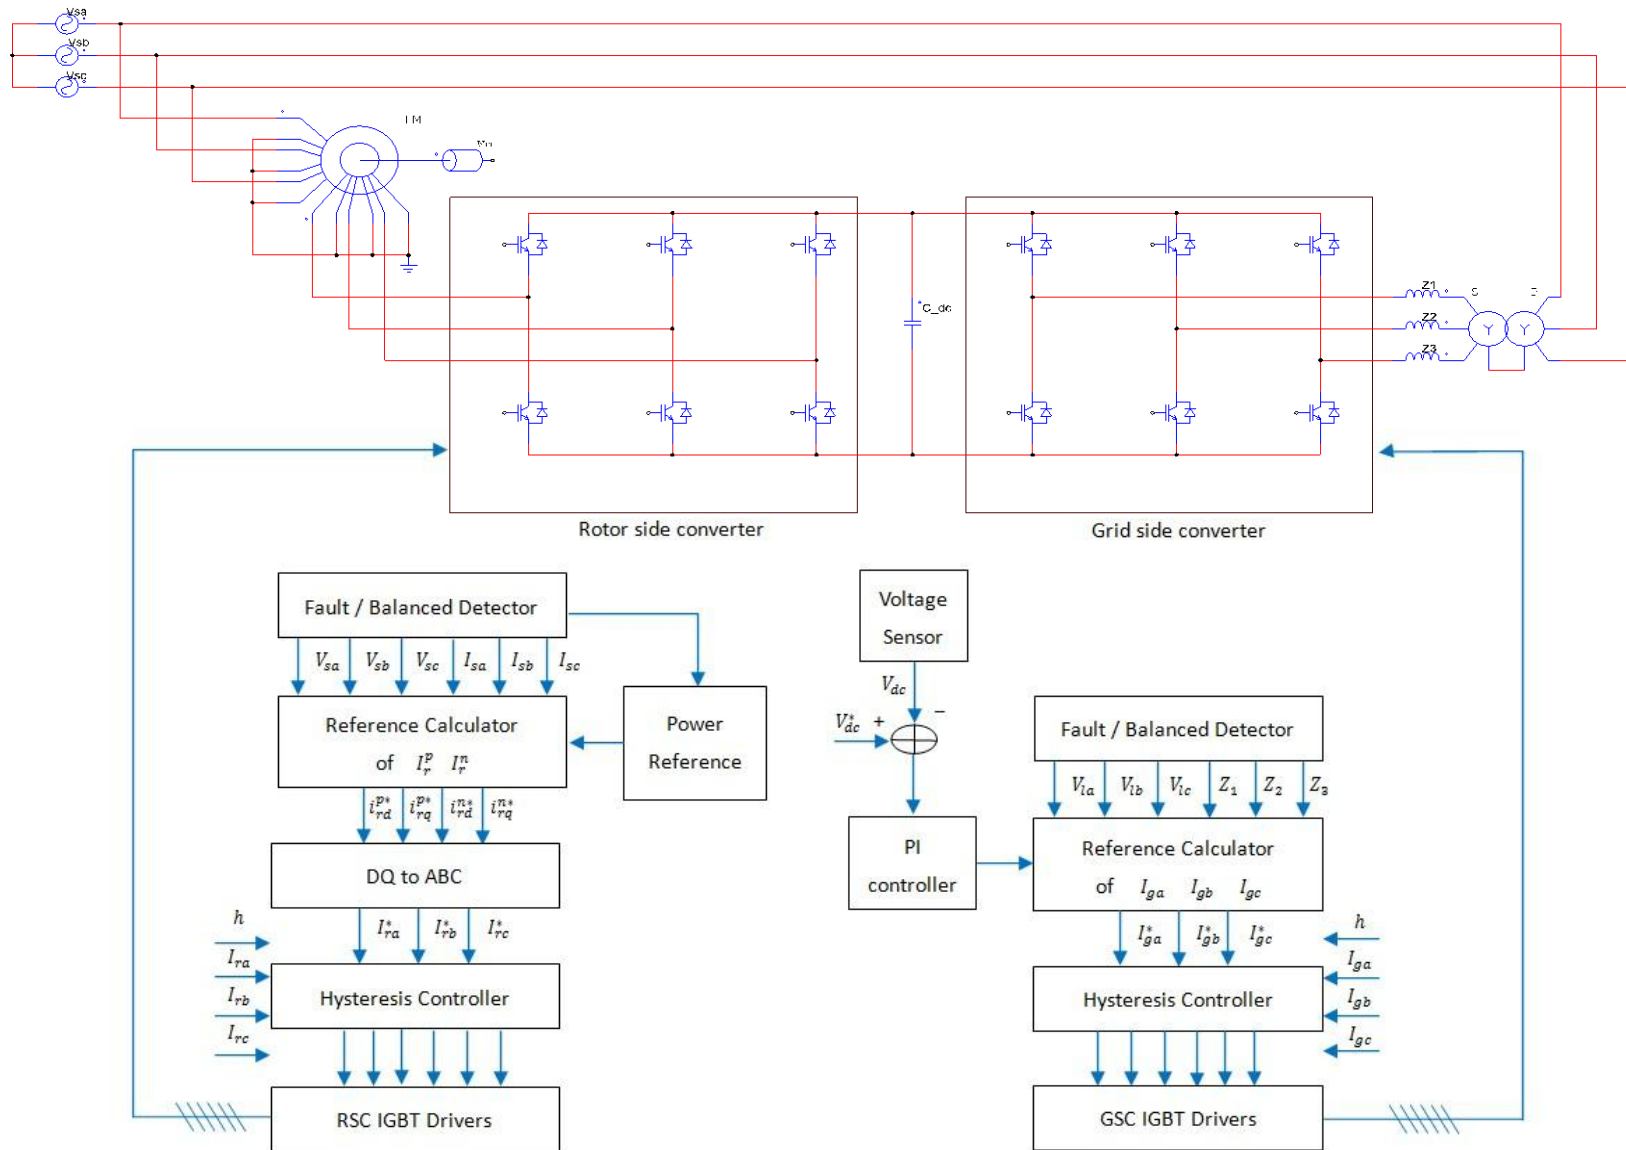 Vsa
Vsb
Vsc
I M
C_dc
Z1
S
Z2
Y Y
Z3
Rotor side converter
Grid side converter
Fault / Balanced Detector
V_sa V_sb V_sc I_sa I_sb I_sc
Reference Calculator
of I_r^p I_r^n
Power
Reference
i_rd^p* i_rq^p* i_rd^n* i_rq^n*
DQ to ABC
I_ra^* I_rb^* I_rc^*
h
I_ra
I_rb
I_rc
Hysteresis Controller
RSC IGBT Drivers
Voltage
Sensor
V_dc
V_dc^* + −
PI
controller
Fault / Balanced Detector
V_la V_lb V_lc Z_1 Z_2 Z_3
Reference Calculator
of I_ga I_gb I_gc
I_ga^* I_gb^* I_gc^*
h
I_ga
I_gb
I_gc
Hysteresis Controller
GSC IGBT Drivers